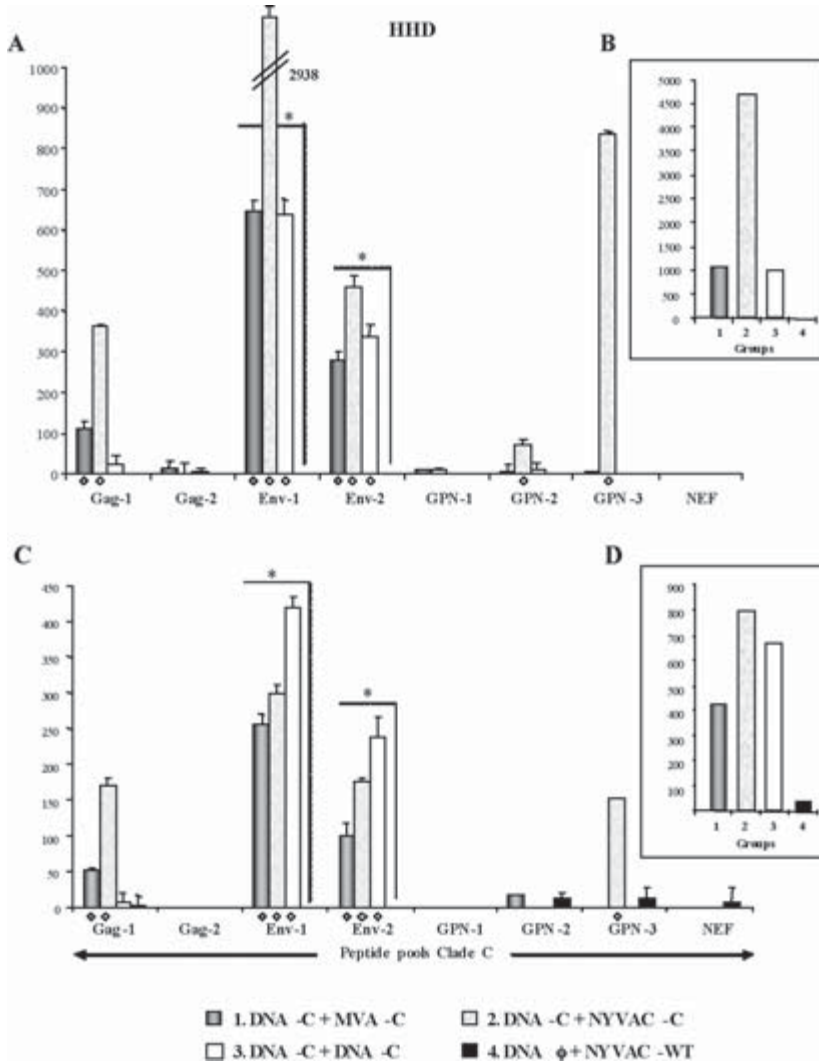 HHD
A
1000
900
800
700
600
500
400
300
200
100
0
2938
*
*
Gag-1
Gag-2
Env-1
Env-2
GPN-1
GPN-2
GPN-3
NEF
B
5000
4500
4000
3500
3000
2500
2000
1500
1000
500
0
1 2 3 4
Groups
C
450
400
350
300
250
200
150
100
50
0
*
*
Gag-1
Gag-2
Env-1
Env-2
GPN-1
GPN-2
GPN-3
NEF
Peptide pools Clade C
D
900
800
700
600
500
400
300
200
100
1 2 3 4
Groups
1. DNA -C + MVA -C
2. DNA -C + NYVAC -C
3. DNA -C + DNA -C
4. DNA ϕ + NYVAC -WT